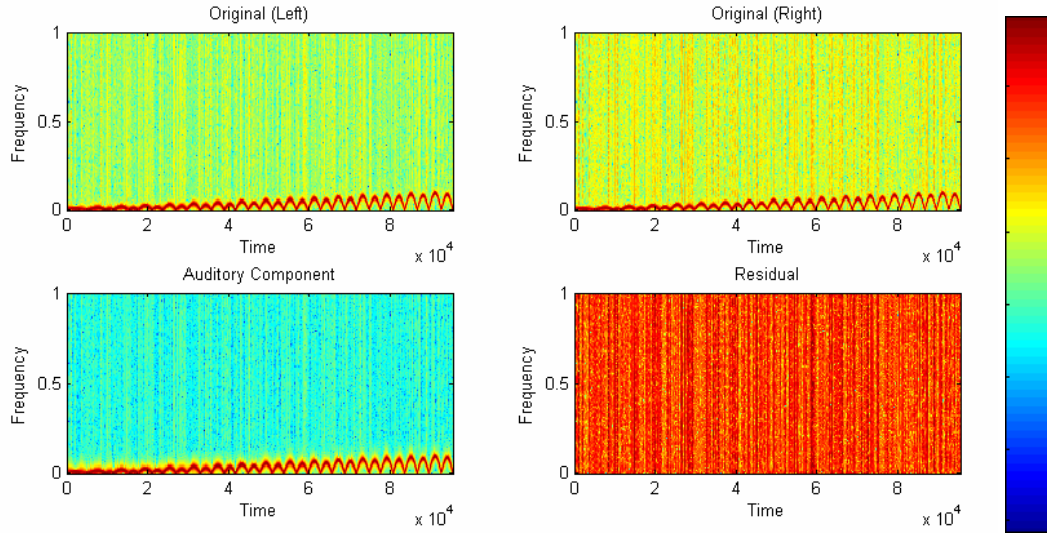 Original (Left)
1
0.5
0
Frequency
0 2 4 6 8
Time
x 10^4
Original (Right)
1
0.5
0
Frequency
0 2 4 6 8
Time
x 10^4
Auditory Component
1
0.5
0
Frequency
0 2 4 6 8
Time
x 10^4
Residual
1
0.5
0
Frequency
0 2 4 6 8
Time
x 10^4